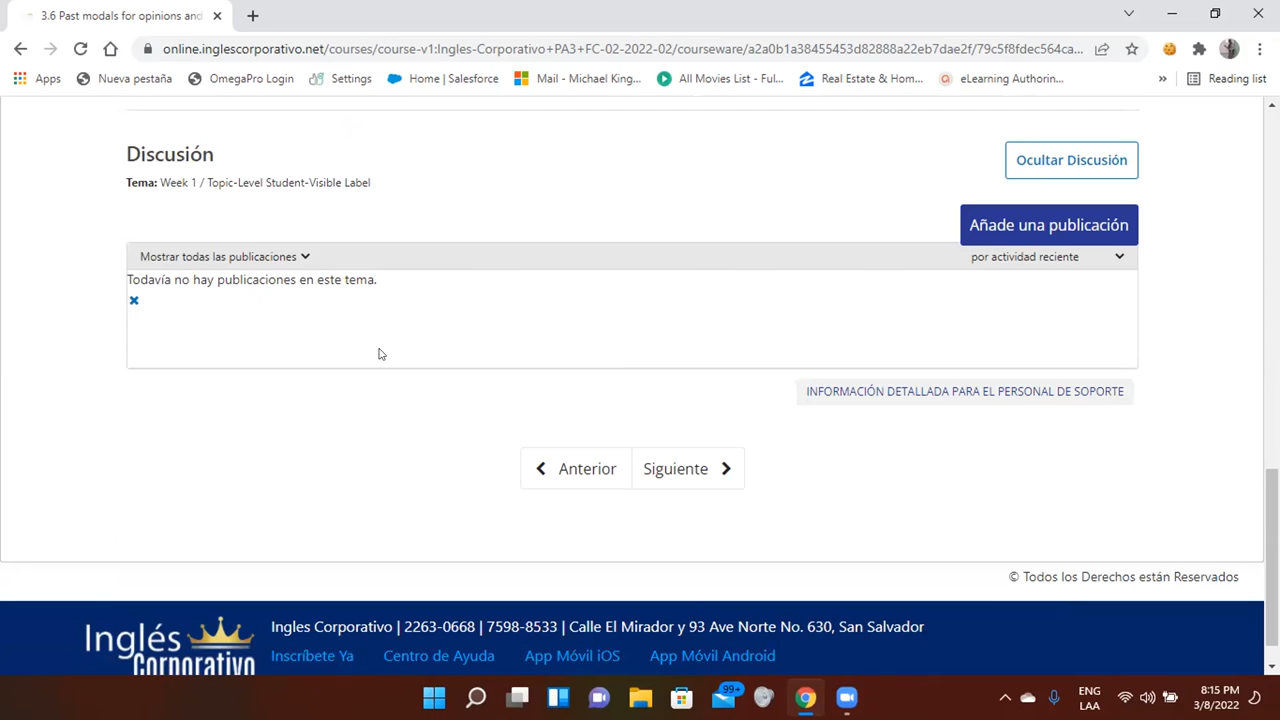 3.6 Past modals for opinions and
online.inglescorporativo.net/courses/course-v1:Ingles-Corporativo+PA3+FC-02-2022-02/courseware/a2a0b1a38455453d82888a22eb7dae2f/79c5f8fdec564ca...
Apps Nueva pestaña OmegaPro Login Settings Home | Salesforce Mail - Michael King... All Movies List - Ful... Real Estate & Hom... eLearning Authorin... » Reading list
Discusión
Ocultar Discusión
Tema: Week 1 / Topic-Level Student-Visible Label
Añade una publicación
Mostrar todas las publicaciones por actividad reciente
Todavía no hay publicaciones en este tema.
INFORMACIÓN DETALLADA PARA EL PERSONAL DE SOPORTE
Anterior Siguiente
© Todos los Derechos están Reservados
Inglés Corporativo
Ingles Corporativo | 2263-0668 | 7598-8533 | Calle El Mirador y 93 Ave Norte No. 630, San Salvador
Inscríbete Ya Centro de Ayuda App Móvil iOS App Móvil Android
99+
ENG
LAA
8:15 PM
3/8/2022